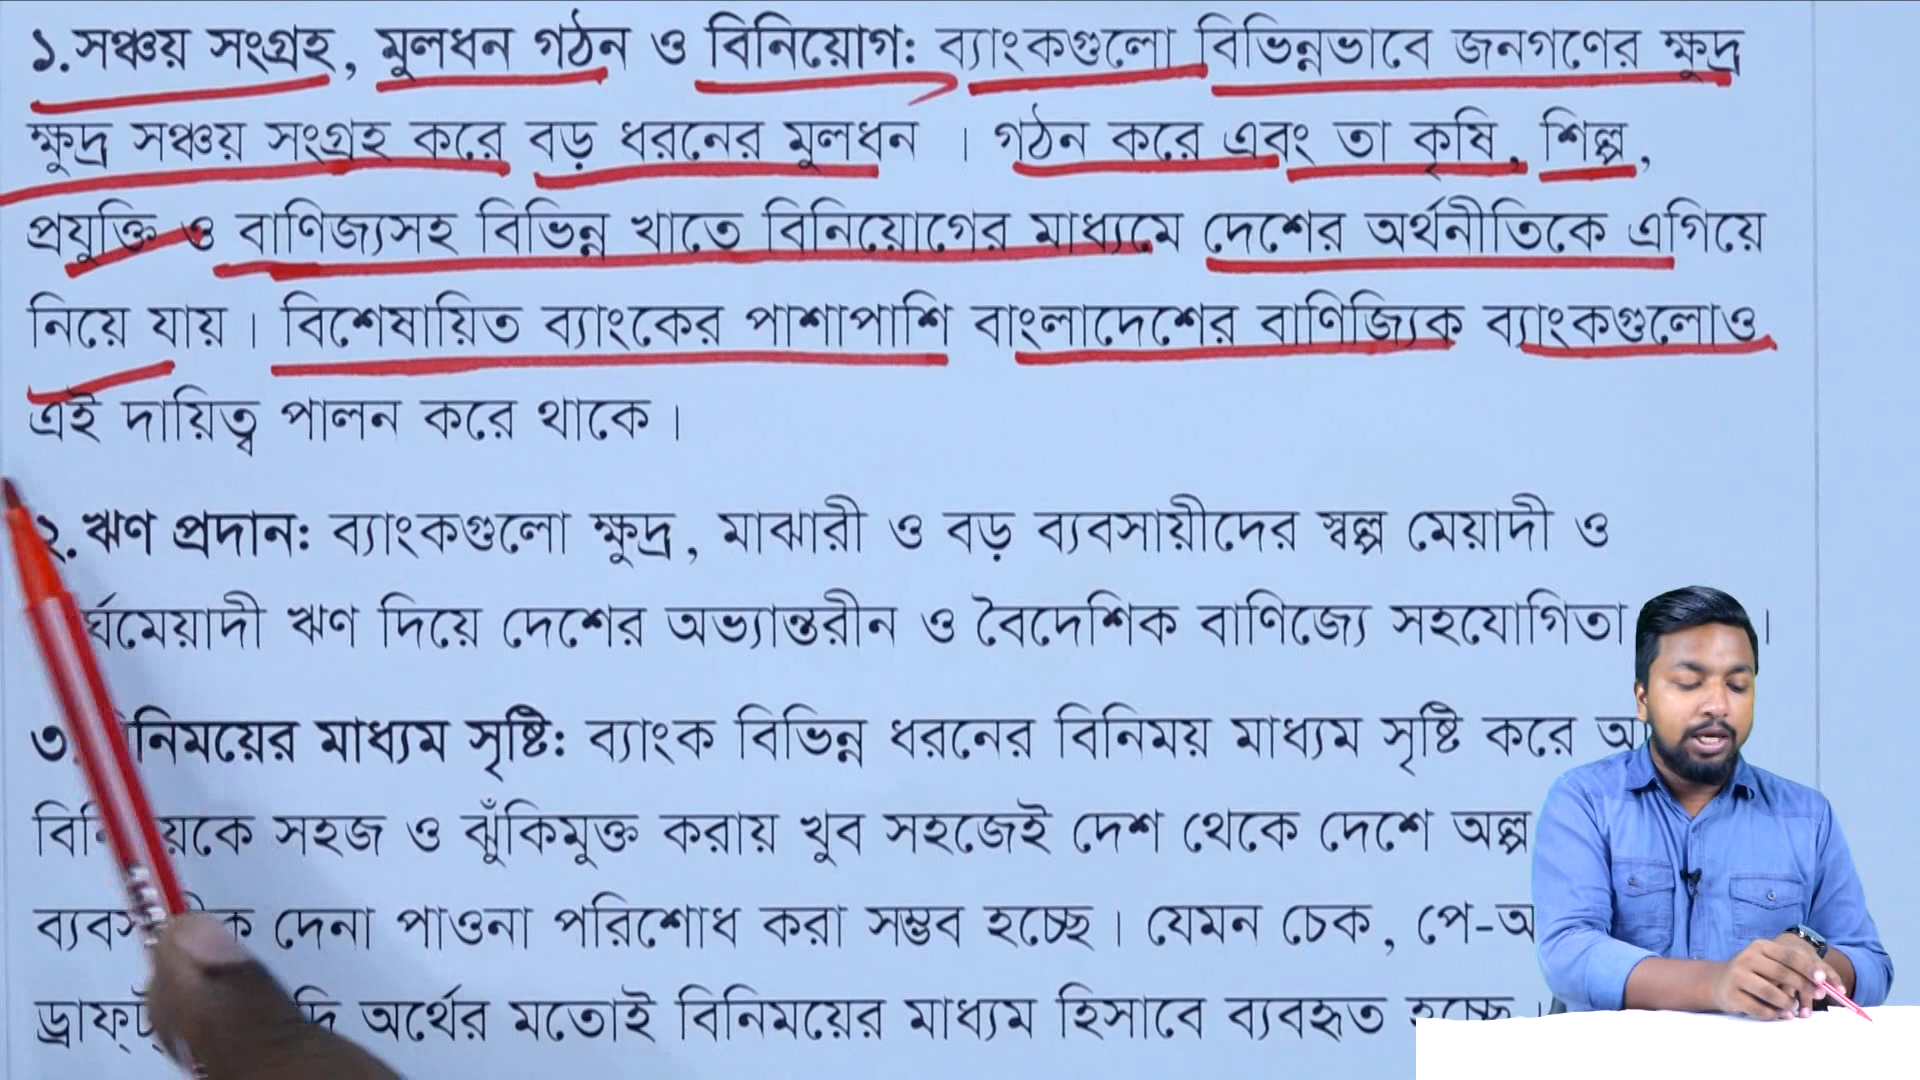 ১. সঞ্চয় সংগ্রহ, মুলধন গঠন ও বিনিয়োগ: ব্যাংকগুলো বিভিন্নভাবে জনগণের ক্ষুদ্র
ক্ষুদ্র সঞ্চয় সংগ্রহ করে বড় ধরনের মুলধন । গঠন করে এবং তা কৃষি, শিল্প,
প্রযুক্তি ও বাণিজ্যসহ বিভিন্ন খাতে বিনিয়োগের মাধ্যমে দেশের অর্থনীতিকে এগিয়ে
নিয়ে যায়। বিশেষায়িত ব্যাংকের পাশাপাশি বাংলাদেশের বাণিজ্যিক ব্যাংকগুলোও
এই দায়িত্ব পালন করে থাকে।
২. ঋণ প্রদান: ব্যাংকগুলো ক্ষুদ্র, মাঝারী ও বড় ব্যবসায়ীদের স্বল্প মেয়াদী ও
ঋণ দিয়ে দেশের অভ্যান্তরীন ও বৈদেশিক বাণিজ্যে সহযোগিতা
৩. মাধ্যম সৃষ্টি: ব্যাংক বিভিন্ন ধরনের বিনিময় মাধ্যম সৃষ্টি করে
সহজ ও ঝুঁকিমুক্ত করায় খুব সহজেই দেশ থেকে দেশে অল্প
দেনা পাওনা পরিশোধ করা সম্ভব হচ্ছে। যেমন চেক,
অর্থের মতোই বিনিময়ের মাধ্যম হিসাবে ব্যবহৃত হচ্ছে।